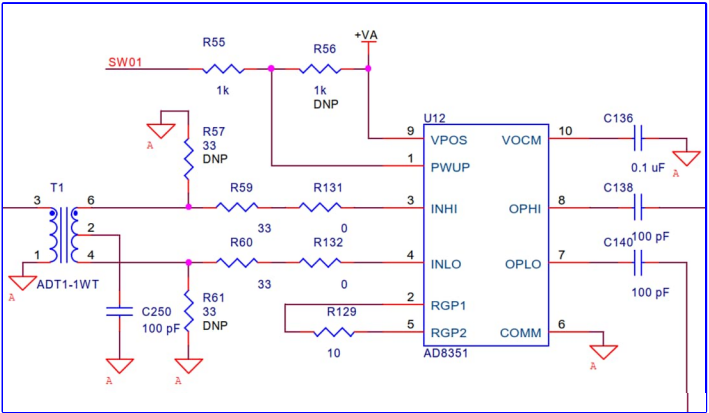 +VA
R55
R56
SW01
1k
1k
DNP
U12
R57
33
DNP
A
9
VPOS
VOCM
10
C136
0.1 uF
A
1
PWUP
T1
3
6
R59
R131
33
0
3
INHI
OPHI
8
C138
100 pF
2
1
4
R60
R132
33
0
4
INLO
OPLO
7
C140
100 pF
A
ADT1-1WT
C250
100 pF
R61
33
DNP
2
RGP1
R129
10
5
RGP2
COMM
6
AD8351
A
A
A